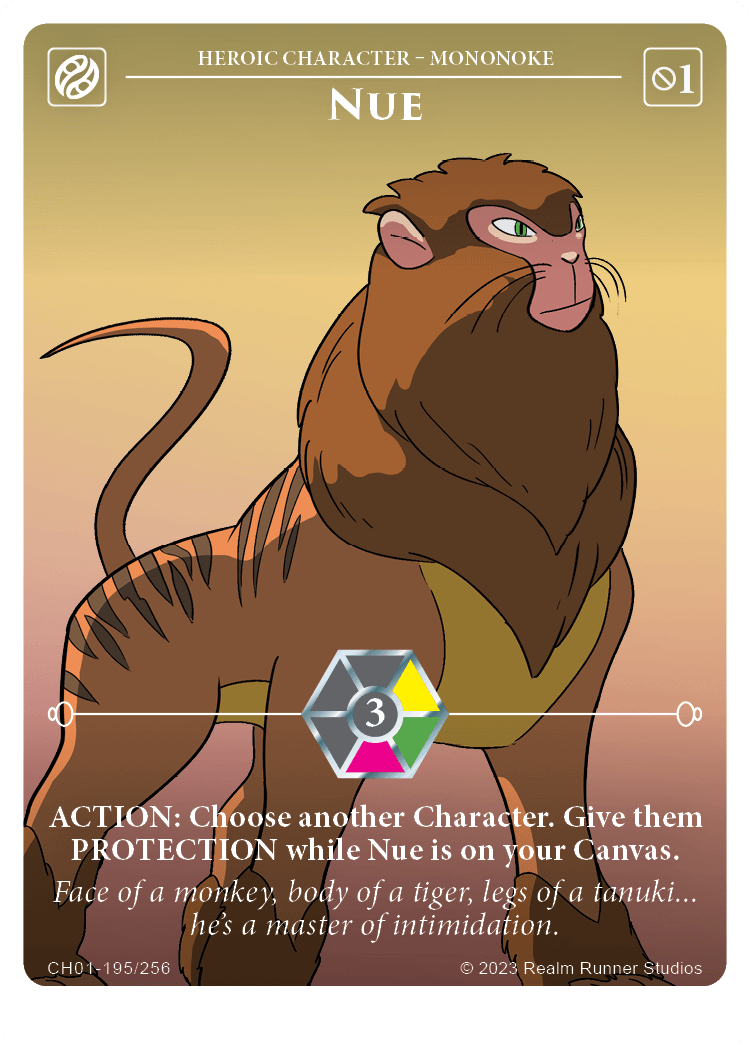 HEROIC CHARACTER – MONONOKE
1
NUE
3
ACTION: Choose another Character. Give them
PROTECTION while Nue is on your Canvas.
Face of a monkey, body of a tiger, legs of a tanuki...
he's a master of intimidation.
CH01-195/256
© 2023 Realm Runner Studios